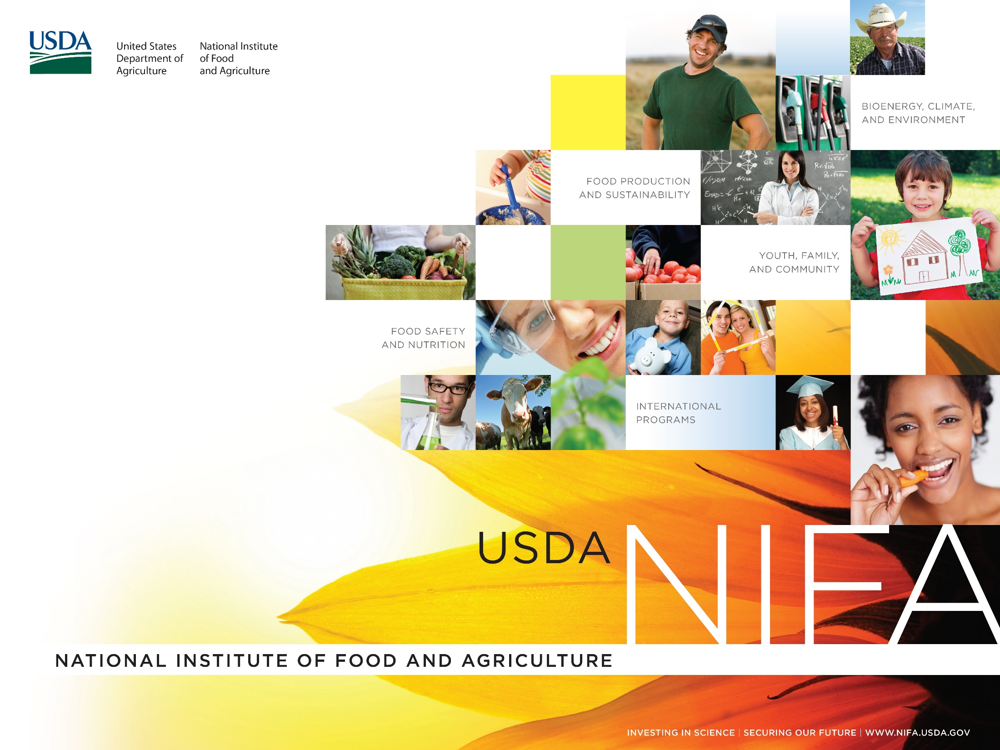 USDA
United States
Department of
Agriculture
National Institute
of Food
and Agriculture
BIOENERGY, CLIMATE,
AND ENVIRONMENT
FOOD PRODUCTION
AND SUSTAINABILITY
YOUTH, FAMILY,
AND COMMUNITY
FOOD SAFETY
AND NUTRITION
INTERNATIONAL
PROGRAMS
USDA NIFA
NATIONAL INSTITUTE OF FOOD AND AGRICULTURE
INVESTING IN SCIENCE | SECURING OUR FUTURE | WWW.NIFA.USDA.GOV